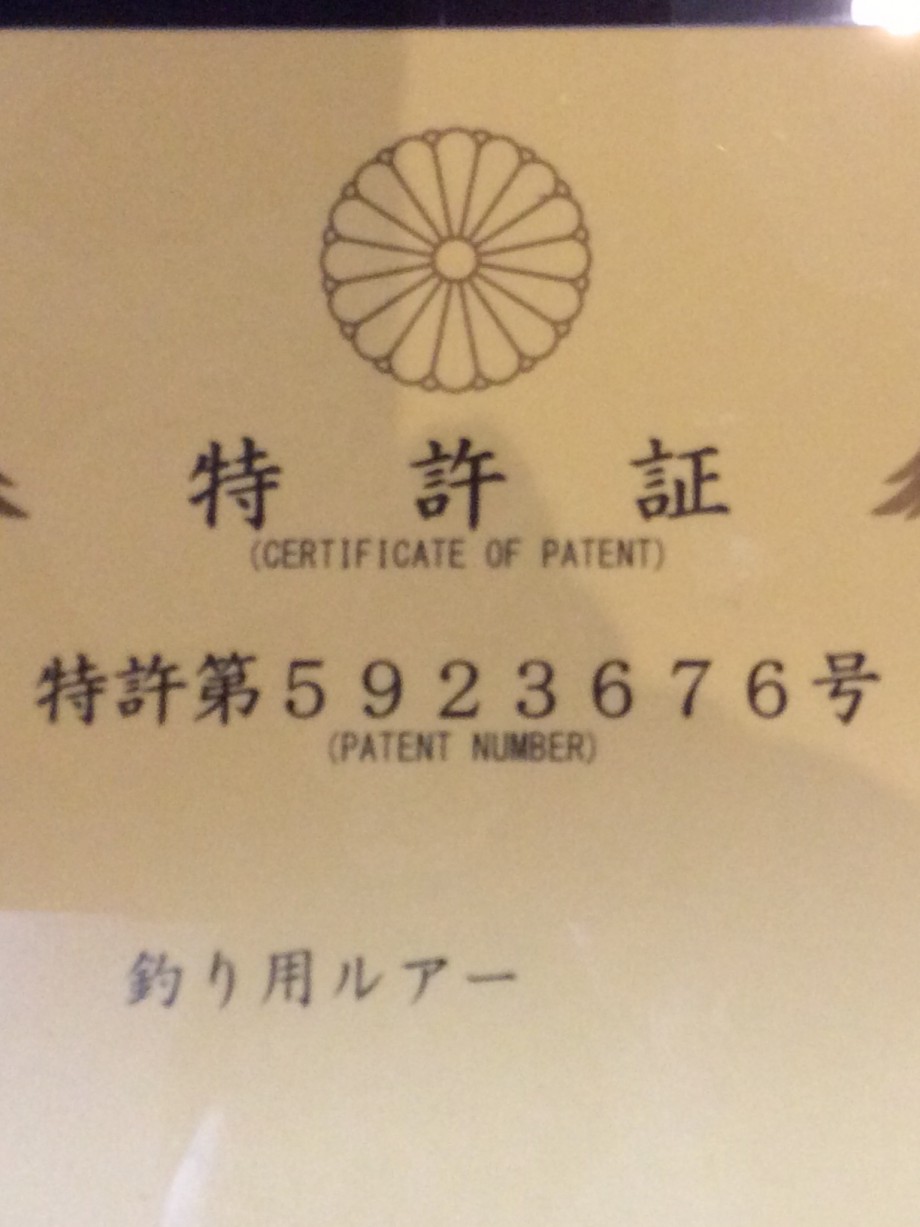 特許証
(CERTIFICATE OF PATENT)
特許第5923676号
(PATENT NUMBER)
釣り用ルアー